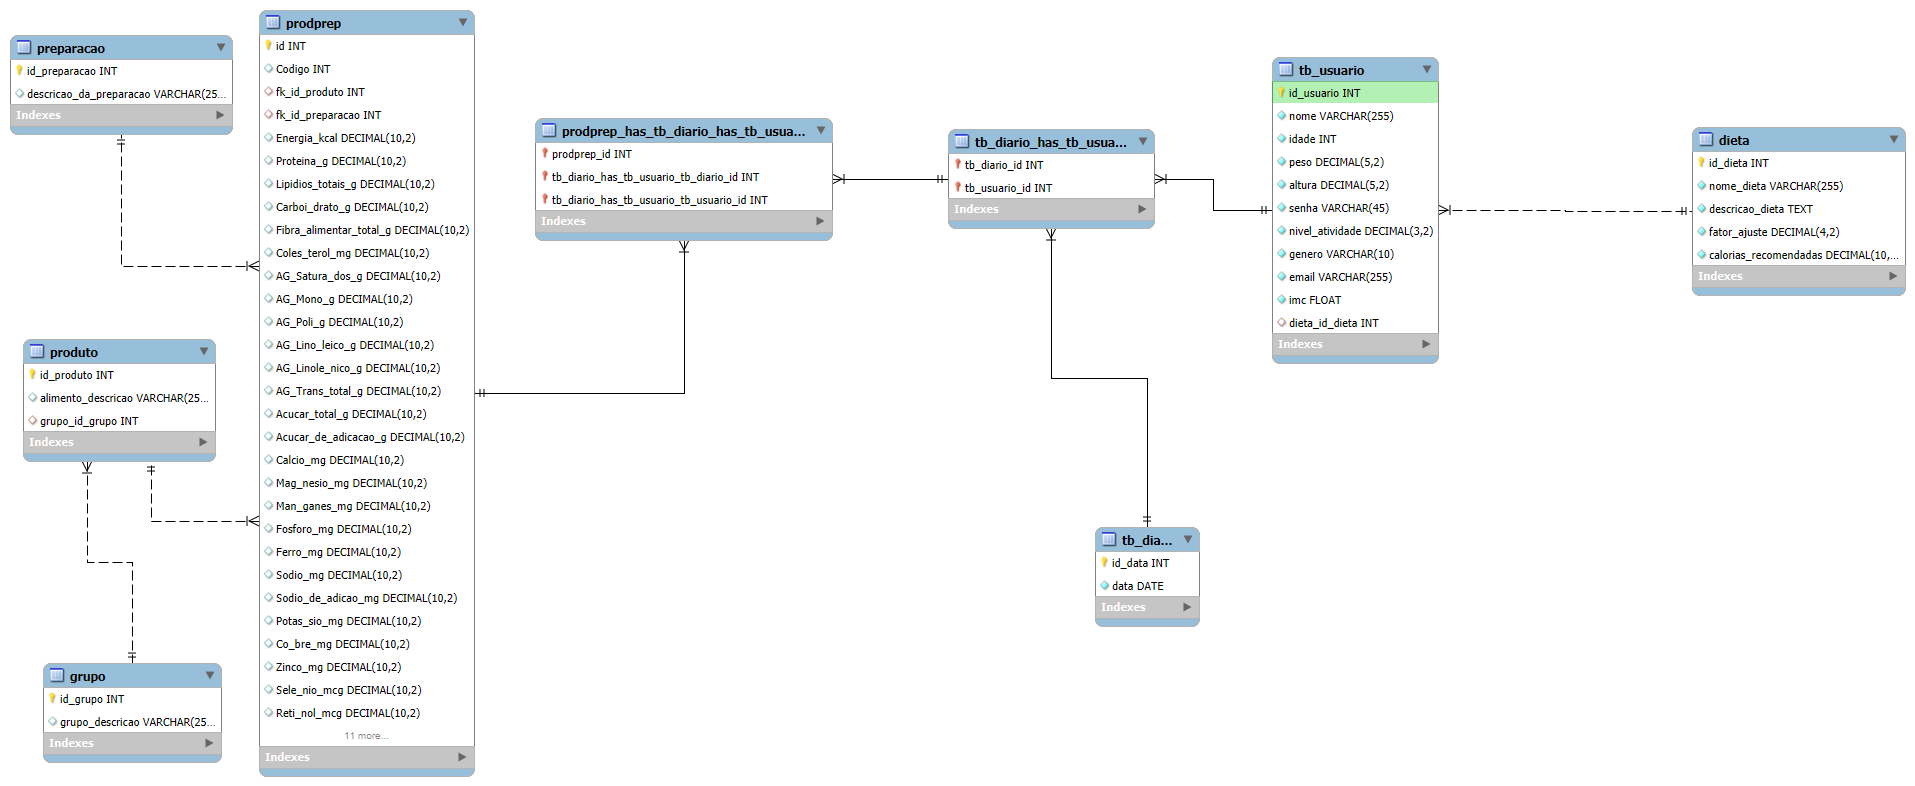 preparacao
id_preparacao INT
descricao_da_preparacao VARCHAR(25...
Indexes
produto
id_produto INT
alimento_descricao VARCHAR(25...
grupo_id_grupo INT
Indexes
grupo
id_grupo INT
grupo_descricao VARCHAR(25...
Indexes
prodprep
id INT
Codigo INT
fk_id_produto INT
fk_id_preparacao INT
Energia_kcal DECIMAL(10,2)
Proteina_g DECIMAL(10,2)
Lipidios_totais_g DECIMAL(10,2)
Carboi_drato_g DECIMAL(10,2)
Fibra_alimentar_total_g DECIMAL(10,2)
Coles_terol_mg DECIMAL(10,2)
AG_Satura_dos_g DECIMAL(10,2)
AG_Mono_g DECIMAL(10,2)
AG_Poli_g DECIMAL(10,2)
AG_Lino_leico_g DECIMAL(10,2)
AG_Linole_nico_g DECIMAL(10,2)
AG_Trans_total_g DECIMAL(10,2)
Acucar_total_g DECIMAL(10,2)
Acucar_de_adicacao_g DECIMAL(10,2)
Calcio_mg DECIMAL(10,2)
Mag_nesio_mg DECIMAL(10,2)
Man_ganes_mg DECIMAL(10,2)
Fosforo_mg DECIMAL(10,2)
Ferro_mg DECIMAL(10,2)
Sodio_mg DECIMAL(10,2)
Sodio_de_adicao_mg DECIMAL(10,2)
Potas_sio_mg DECIMAL(10,2)
Co_bre_mg DECIMAL(10,2)
Zinco_mg DECIMAL(10,2)
Sele_nio_mcg DECIMAL(10,2)
Reti_nol_mcg DECIMAL(10,2)
11 more...
Indexes
prodprep_has_tb_diario_has_tb_usua...
prodprep_id INT
tb_diario_has_tb_usuario_tb_diario_id INT
tb_diario_has_tb_usuario_tb_usuario_id INT
Indexes
tb_diario_has_tb_usua...
tb_diario_id INT
tb_usuario_id INT
Indexes
tb_dia...
id_data INT
data DATE
Indexes
tb_usuario
id_usuario INT
nome VARCHAR(255)
idade INT
peso DECIMAL(5,2)
altura DECIMAL(5,2)
senha VARCHAR(45)
nivel_atividade DECIMAL(3,2)
genero VARCHAR(10)
email VARCHAR(255)
imc FLOAT
dieta_id_dieta INT
Indexes
dieta
id_dieta INT
nome_dieta VARCHAR(255)
descricao_dieta TEXT
fator_ajuste DECIMAL(4,2)
calorias_recomendadas DECIMAL(10,...
Indexes